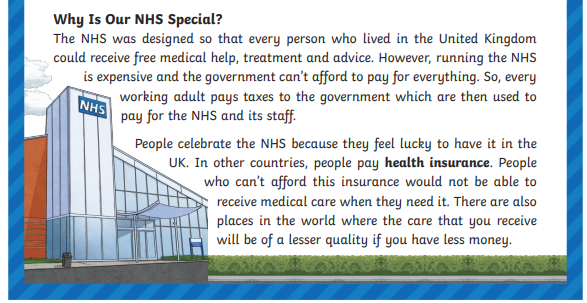 Why Is Our NHS Special?
The NHS was designed so that every person who lived in the United Kingdom
could receive free medical help, treatment and advice. However, running the NHS
is expensive and the government can't afford to pay for everything. So, every
working adult pays taxes to the government which are then used to
pay for the NHS and its staff.
NHS
People celebrate the NHS because they feel lucky to have it in the
UK. In other countries, people pay health insurance. People
who can't afford this insurance would not be able to
receive medical care when they need it. There are also
places in the world where the care that you receive
will be of a lesser quality if you have less money.